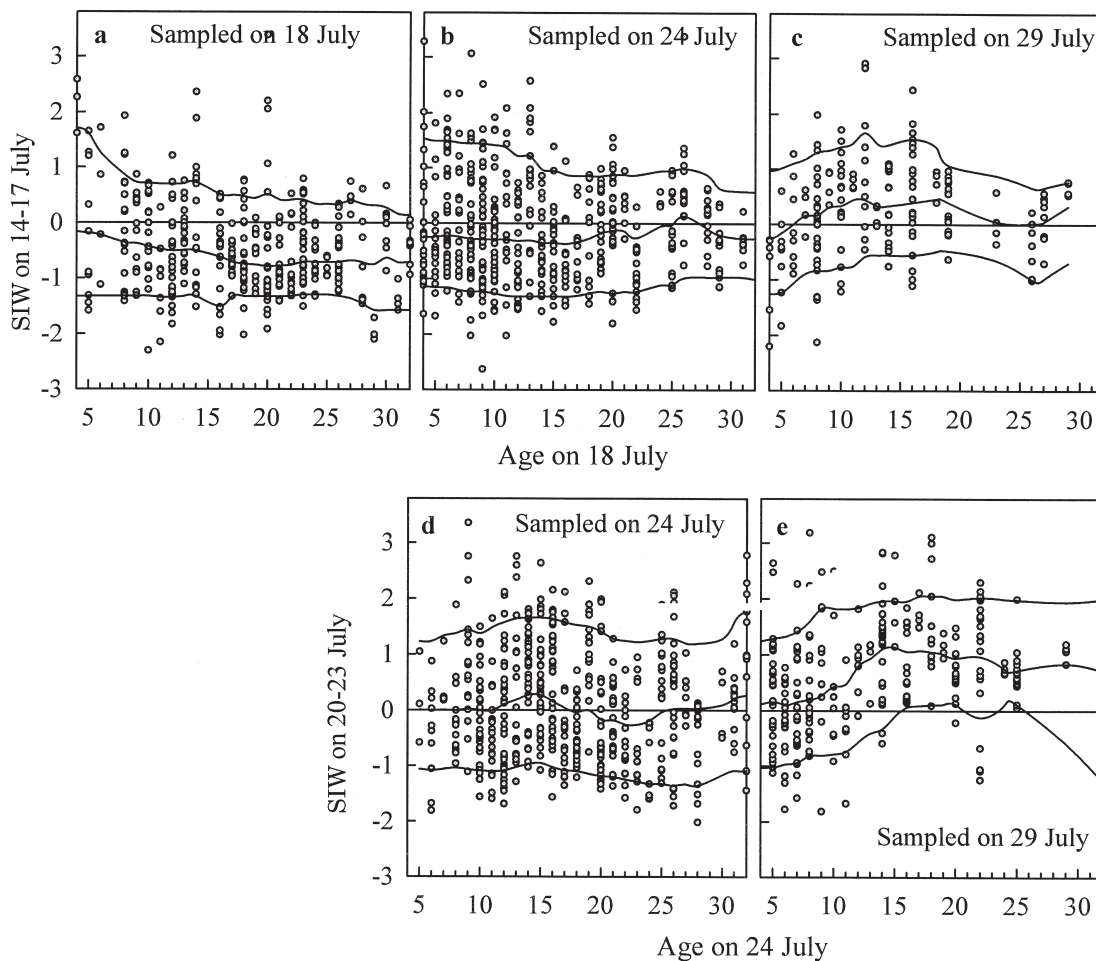 a Sampled on 18 July
b Sampled on 24 July
c Sampled on 29 July
3
2
1
0
-1
-2
-3
SIW on 14-17 July
5 10 15 20 25 30
5 10 15 20 25 30
5 10 15 20 25 30
Age on 18 July
d Sampled on 24 July
e
3
2
1
0
-1
-2
-3
SIW on 20-23 July
Sampled on 29 July
5 10 15 20 25 30
5 10 15 20 25 30
Age on 24 July